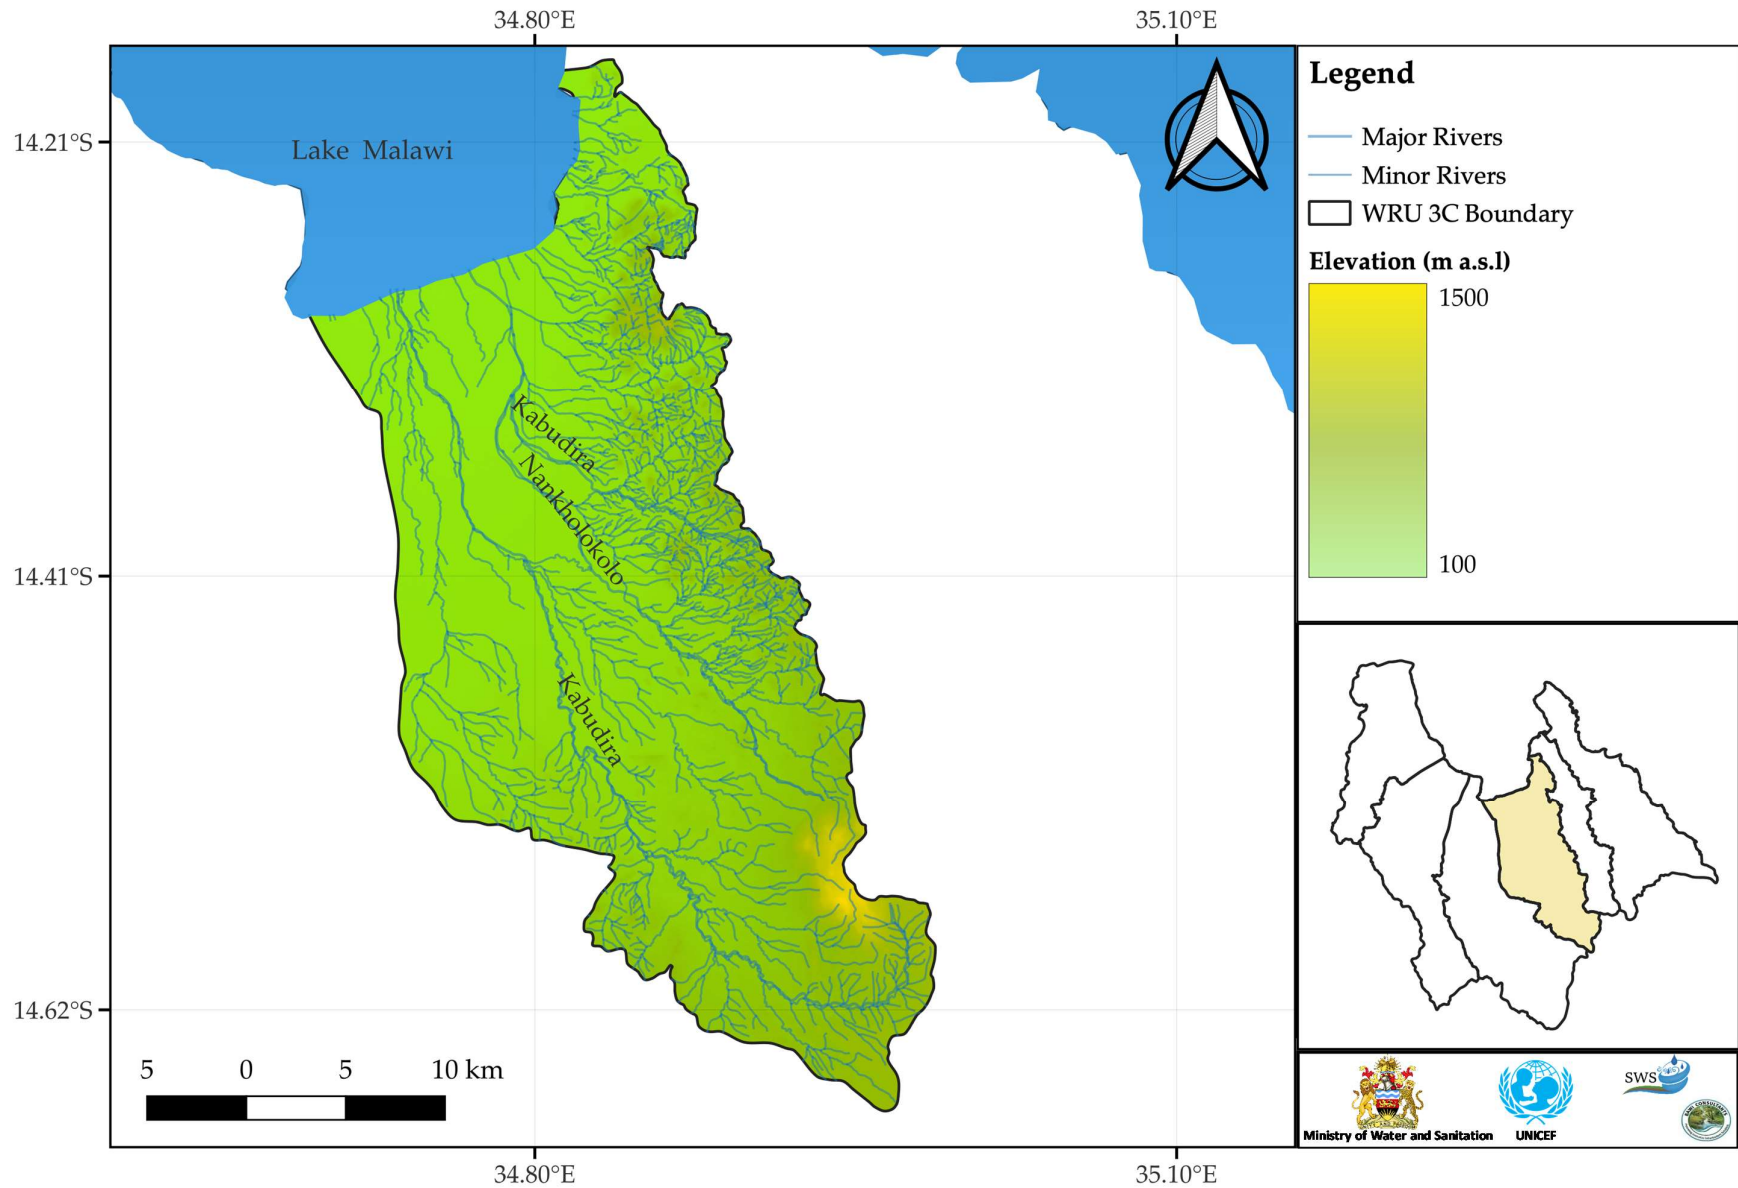 34.80°E
35.10°E
14.21°S
14.41°S
14.62°S
Lake Malawi
Kabudira
Nankholokolo
Kabudira
5 0 5 10 km
34.80°E
35.10°E
Legend
Major Rivers
Minor Rivers
WRU 3C Boundary
Elevation (m a.s.l)
1500
100
Ministry of Water and Sanitation
UNICEF
SWS